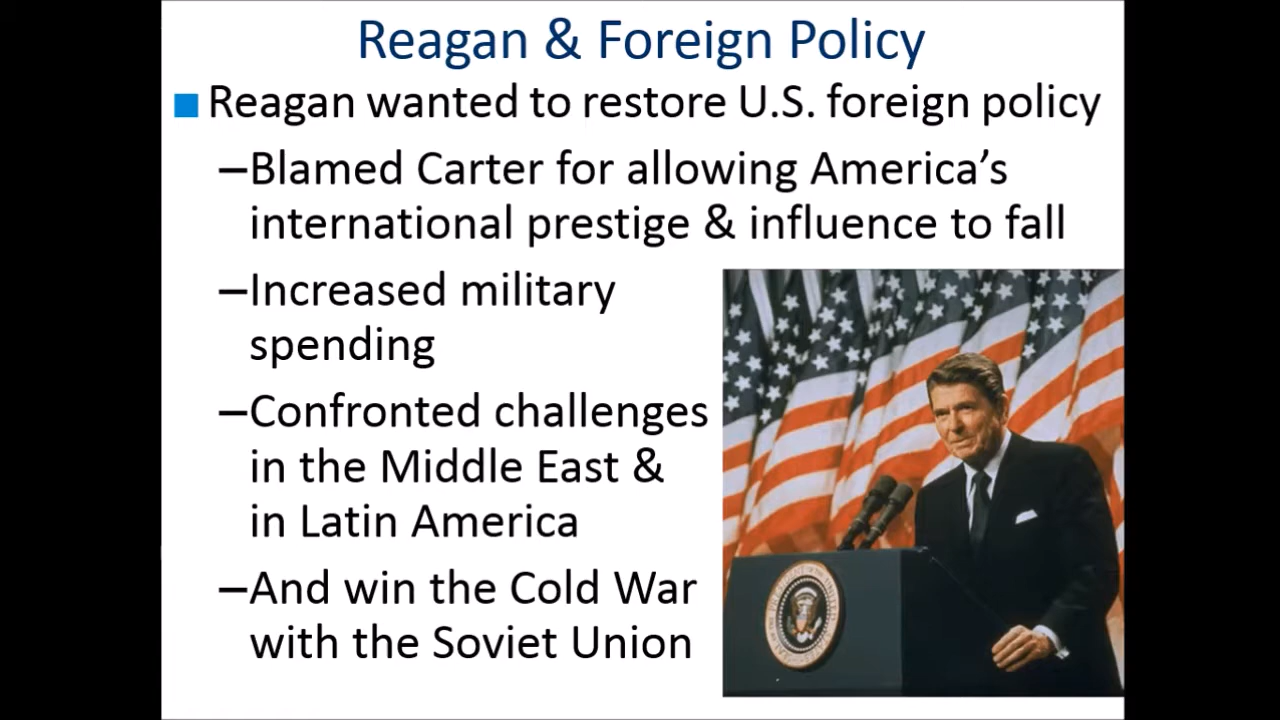 Reagan & Foreign Policy
■ Reagan wanted to restore U.S. foreign policy
–Blamed Carter for allowing America’s
international prestige & influence to fall
–Increased military
spending
–Confronted challenges
in the Middle East &
in Latin America
–And win the Cold War
with the Soviet Union